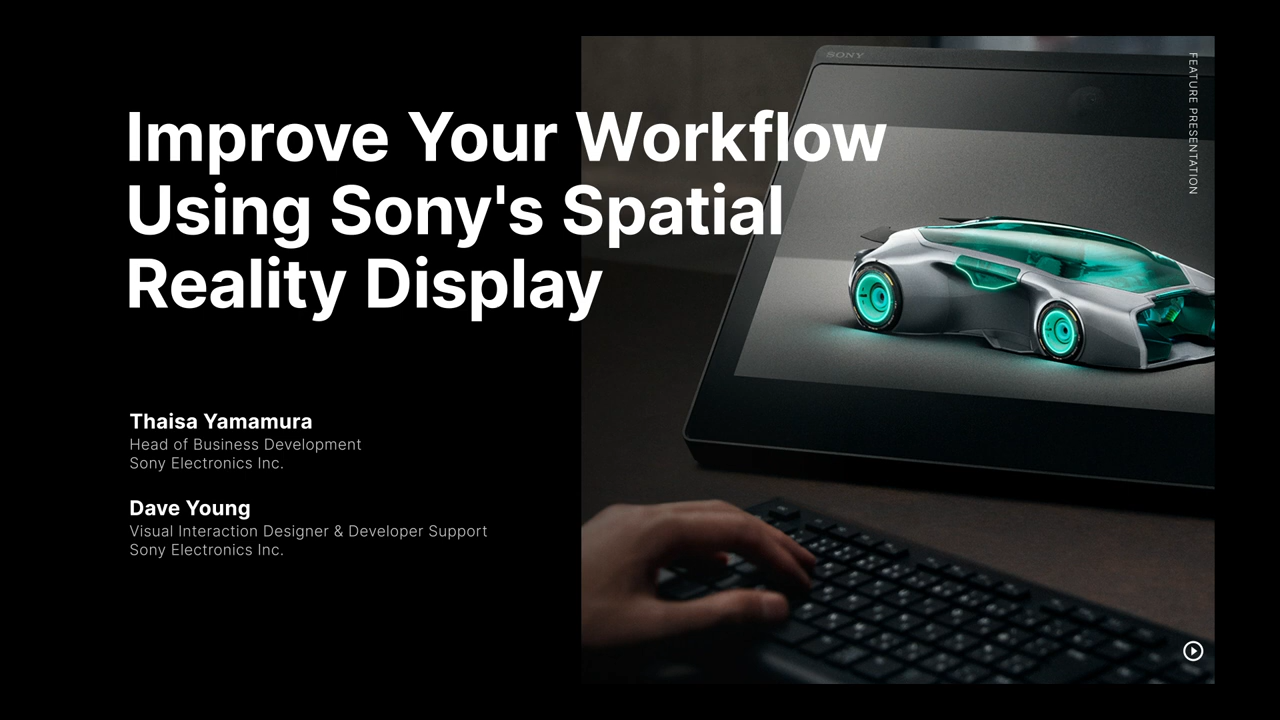 Improve Your Workflow
Using Sony's Spatial
Reality Display
Thaisa Yamamura
Head of Business Development
Sony Electronics Inc.
Dave Young
Visual Interaction Designer & Developer Support
Sony Electronics Inc.
SONY
FEATURE PRESENTATION